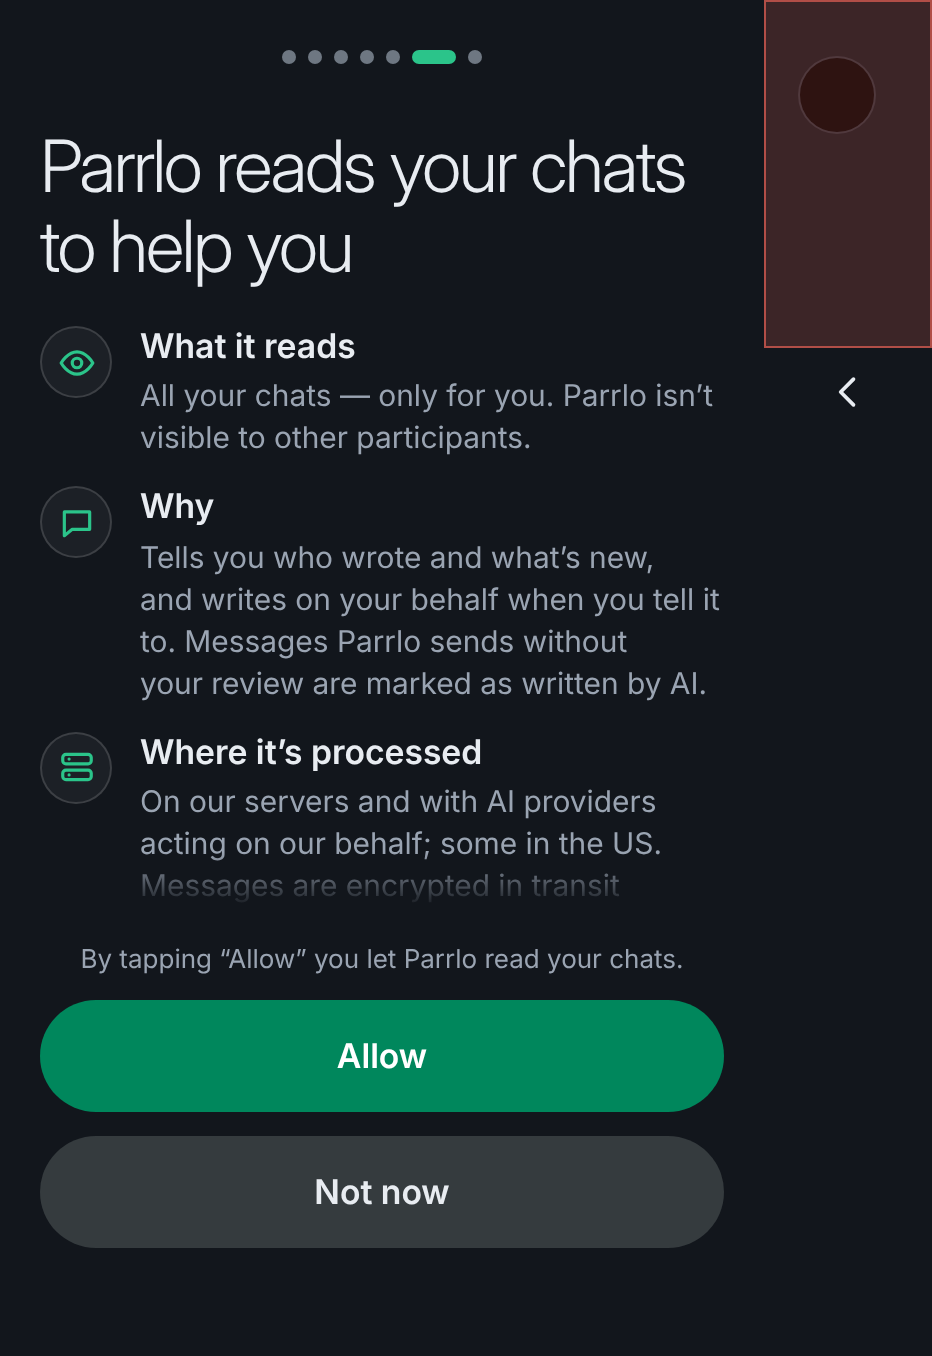 Parrlo reads your chats
to help you
What it reads
All your chats — only for you. Parrlo isn’t
visible to other participants.
Why
Tells you who wrote and what’s new,
and writes on your behalf when you tell it
to. Messages Parrlo sends without
your review are marked as written by AI.
Where it’s processed
On our servers and with AI providers
acting on our behalf; some in the US.
Messages are encrypted in transit
By tapping “Allow” you let Parrlo read your chats.
Allow
Not now